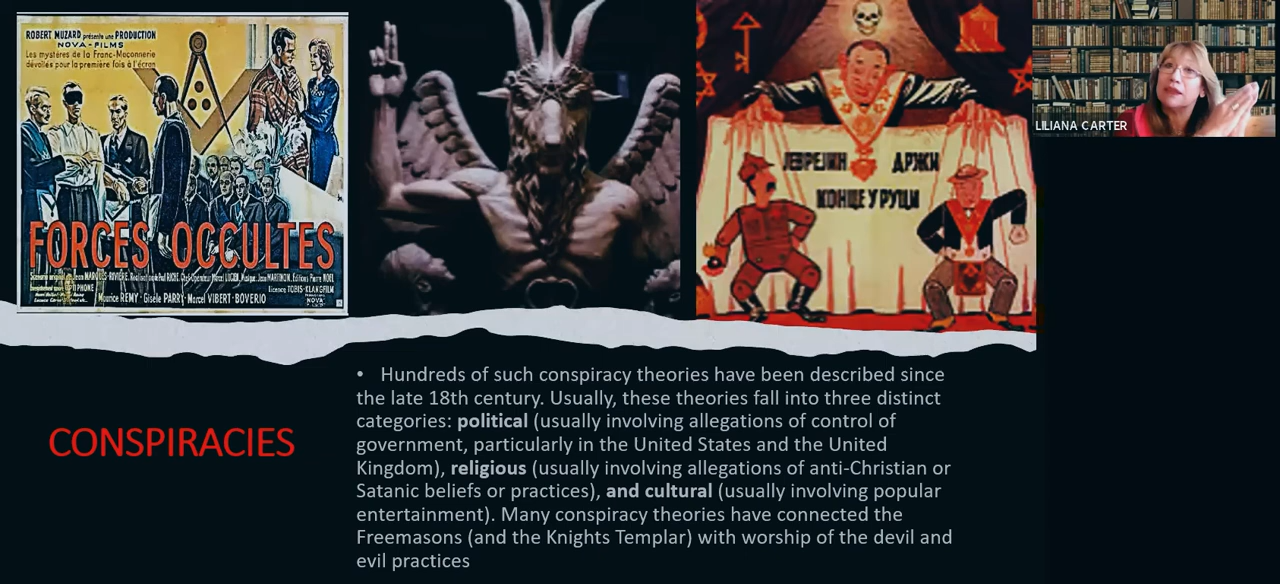 ROBERT MUZARD présente une PRODUCTION
NOVA-FILMS
Les mystères de la Franc-Maçonnerie
dévoilés pour la première fois à l'écran
FORCES OCCULTES
Maurice REMY · Gisèle PARRY · Marcel VIBERT · BOVERIO
ЈЕВРЕЈИН ДРЖИ
КОНЦЕ У РУЦИ
LILIANA CARTER
CONSPIRACIES
• Hundreds of such conspiracy theories have been described since
the late 18th century. Usually, these theories fall into three distinct
categories: political (usually involving allegations of control of
government, particularly in the United States and the United
Kingdom), religious (usually involving allegations of anti-Christian or
Satanic beliefs or practices), and cultural (usually involving popular
entertainment). Many conspiracy theories have connected the
Freemasons (and the Knights Templar) with worship of the devil and
evil practices